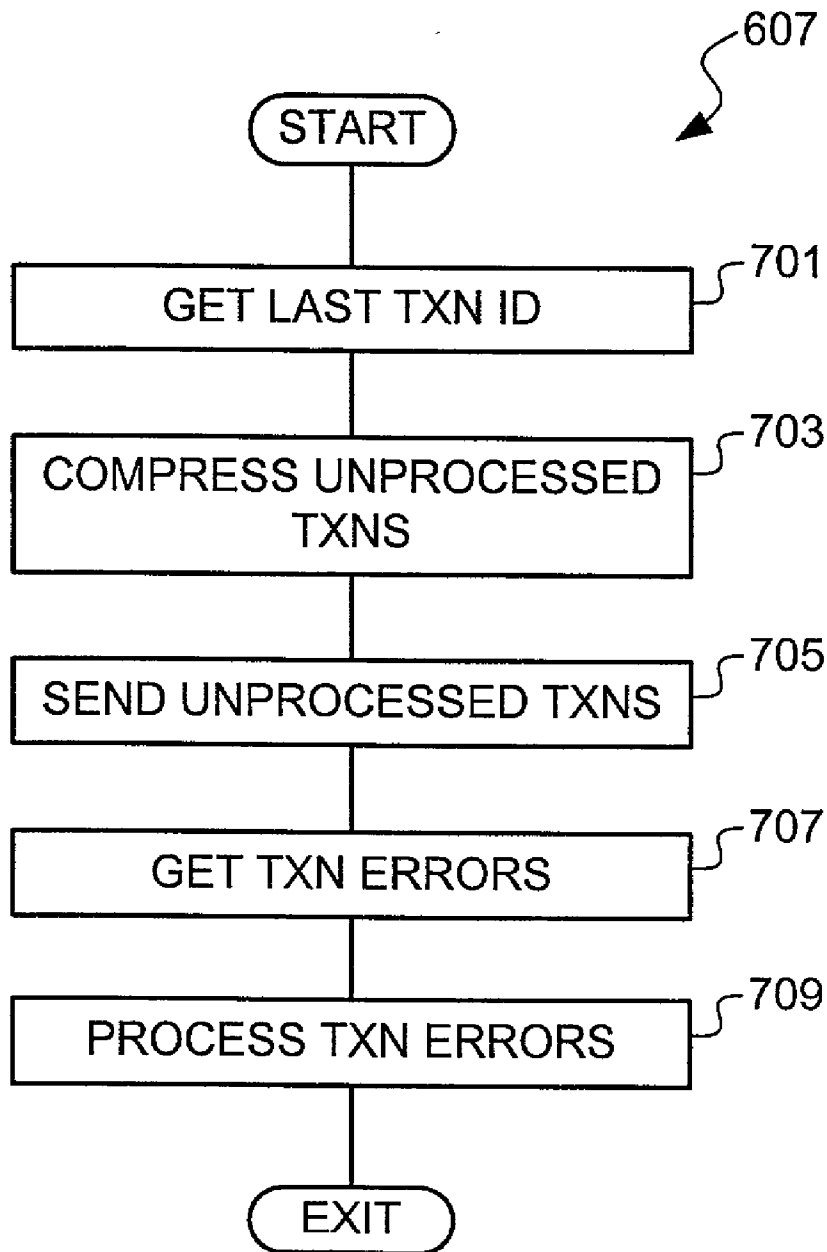 607
START
701
GET LAST TXN ID
703
COMPRESS UNPROCESSED
TXNS
705
SEND UNPROCESSED TXNS
707
GET TXN ERRORS
709
PROCESS TXN ERRORS
EXIT